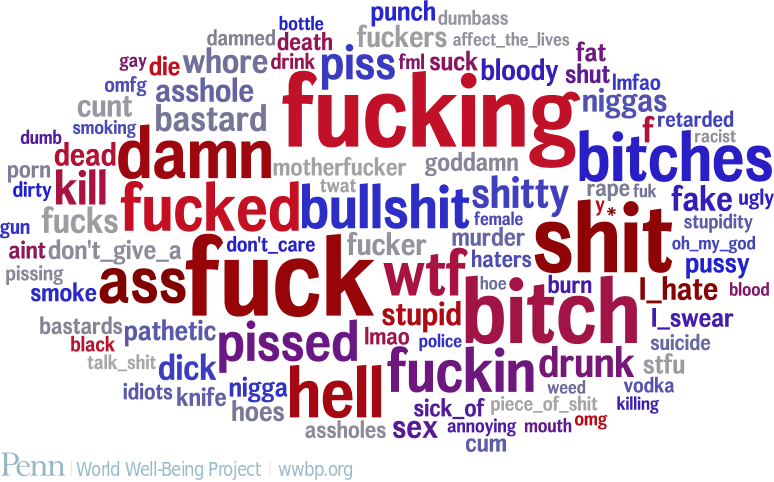 punch
bottle dumbass
damned death fuckers affect_the_lives
gay die whore drink piss fml suck bloody fat shut
omfg asshole fucking lmfao
cunt bastard niggas
smoking f retarded
dumb damn bitches racist
porn dead motherfucker goddamn
dirty kill twat shitty rape fuk fake ugly
fucks fucked bullshit female y * stupidity
gun don't_care fucker murder shit oh_my_god
aint don't_give_a haters pussy
pissing ass fuck wtf hoe burn I_hate blood
smoke stupid bitch I_swear
bastards pathetic pissed lmao police suicide
black
talk_shit dick fuckin drunk stfu
idiots knife nigga hell weed vodka
hoes sick_of piece_of_shit killing
assholes sex annoying mouth omg
cum
Penn | World Well-Being Project | wwbp.org